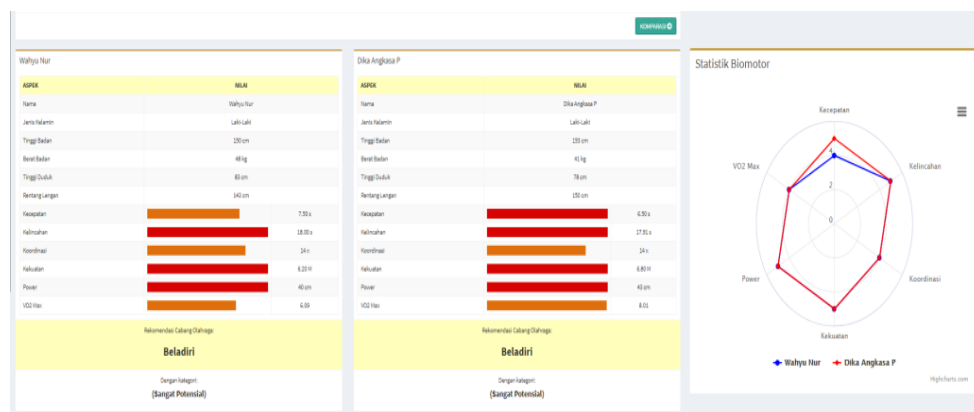 KOMPARASI
Wahyu Nur
ASPEK NILAI
Nama Wahyu Nur
Jenis Kelamin Laki-Laki
Tinggi Badan 150 cm
Berat Badan 48 kg
Tinggi Duduk 83 cm
Rentang Lengan 143 cm
Kecepatan 7.53 s
Kelincahan 18.00 s
Koordinasi 14 x
Kekuatan 6.20 M
Power 40 cm
VO2 Max 6.09
Rekomendasi Cabang Olahraga:
Beladiri
Dengan kategori:
(Sangat Potensial)
Dika Angkasa P
ASPEK NILAI
Nama Dika Angkasa P
Jenis Kelamin Laki-Laki
Tinggi Badan 153 cm
Berat Badan 41 kg
Tinggi Duduk 78 cm
Rentang Lengan 150 cm
Kecepatan 6.50 s
Kelincahan 17.91 s
Koordinasi 14 x
Kekuatan 6.60 M
Power 43 cm
VO2 Max 8.01
Rekomendasi Cabang Olahraga:
Beladiri
Dengan kategori:
(Sangat Potensial)
Statistik Biomotor
Kecepatan
4
VO2 Max Kelincahan
2
0
Power Koordinasi
Kekuatan
Wahyu Nur Dika Angkasa P
Highcharts.com